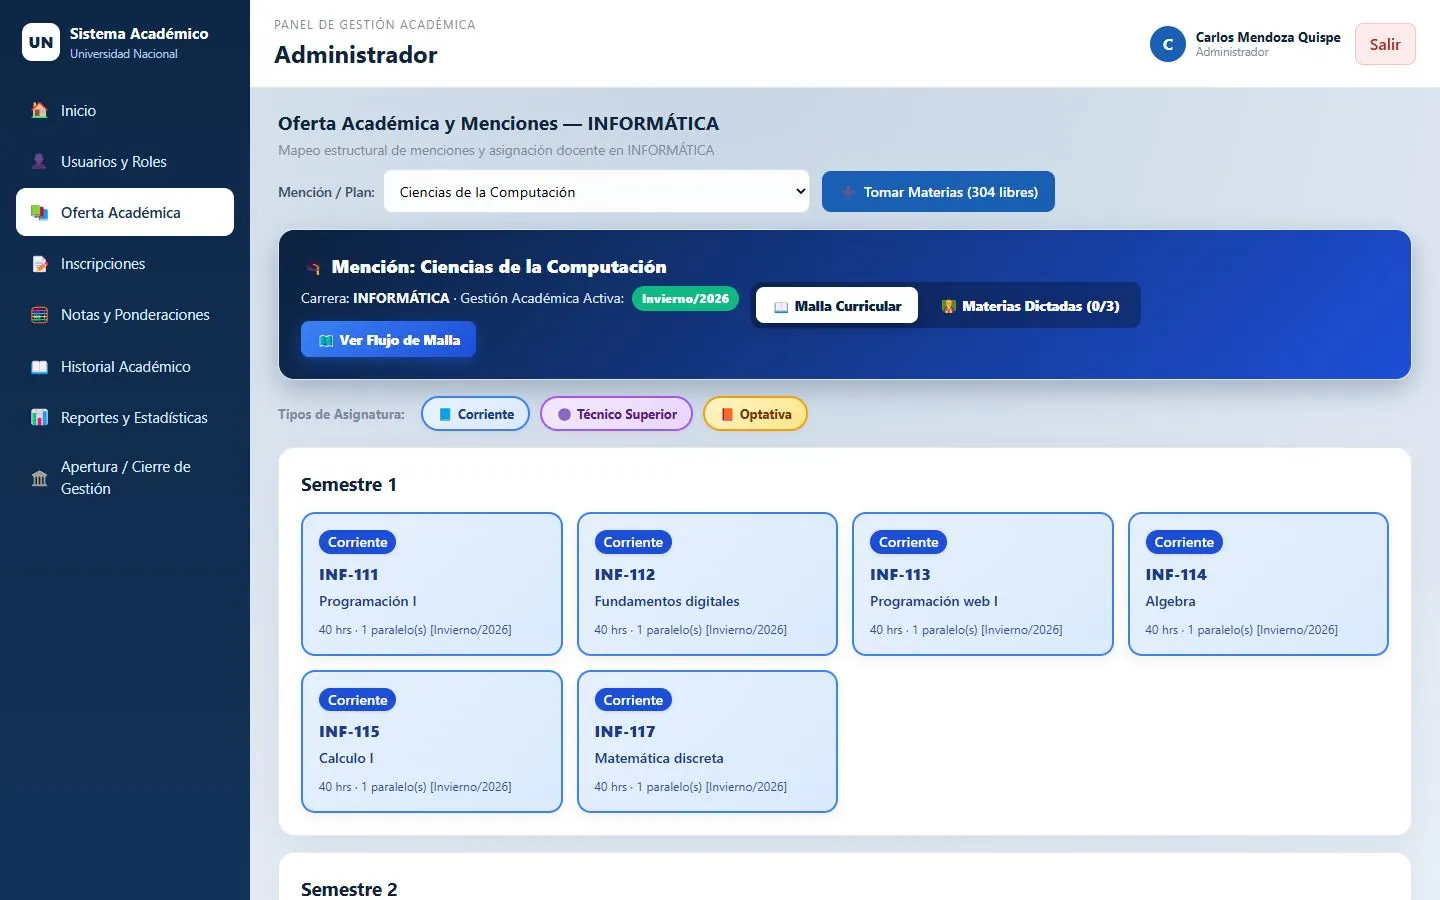 UN
Sistema Académico
Universidad Nacional
Inicio
Usuarios y Roles
Oferta Académica
Inscripciones
Notas y Ponderaciones
Historial Académico
Reportes y Estadísticas
Apertura / Cierre de
Gestión
PANEL DE GESTIÓN ACADÉMICA
Administrador
C
Carlos Mendoza Quispe
Administrador
Salir
Oferta Académica y Menciones — INFORMÁTICA
Mapeo estructural de menciones y asignación docente en INFORMÁTICA
Mención / Plan:
Ciencias de la Computación
Tomar Materias (304 libres)
Mención: Ciencias de la Computación
Carrera: INFORMÁTICA · Gestión Académica Activa: Invierno/2026
Malla Curricular
Materias Dictadas (0/3)
Ver Flujo de Malla
Tipos de Asignatura:
Corriente
Técnico Superior
Optativa
Semestre 1
Corriente
INF-111
Programación I
40 hrs · 1 paralelo(s) [Invierno/2026]
Corriente
INF-112
Fundamentos digitales
40 hrs · 1 paralelo(s) [Invierno/2026]
Corriente
INF-113
Programación web I
40 hrs · 1 paralelo(s) [Invierno/2026]
Corriente
INF-114
Algebra
40 hrs · 1 paralelo(s) [Invierno/2026]
Corriente
INF-115
Calculo I
40 hrs · 1 paralelo(s) [Invierno/2026]
Corriente
INF-117
Matemática discreta
40 hrs · 1 paralelo(s) [Invierno/2026]
Semestre 2